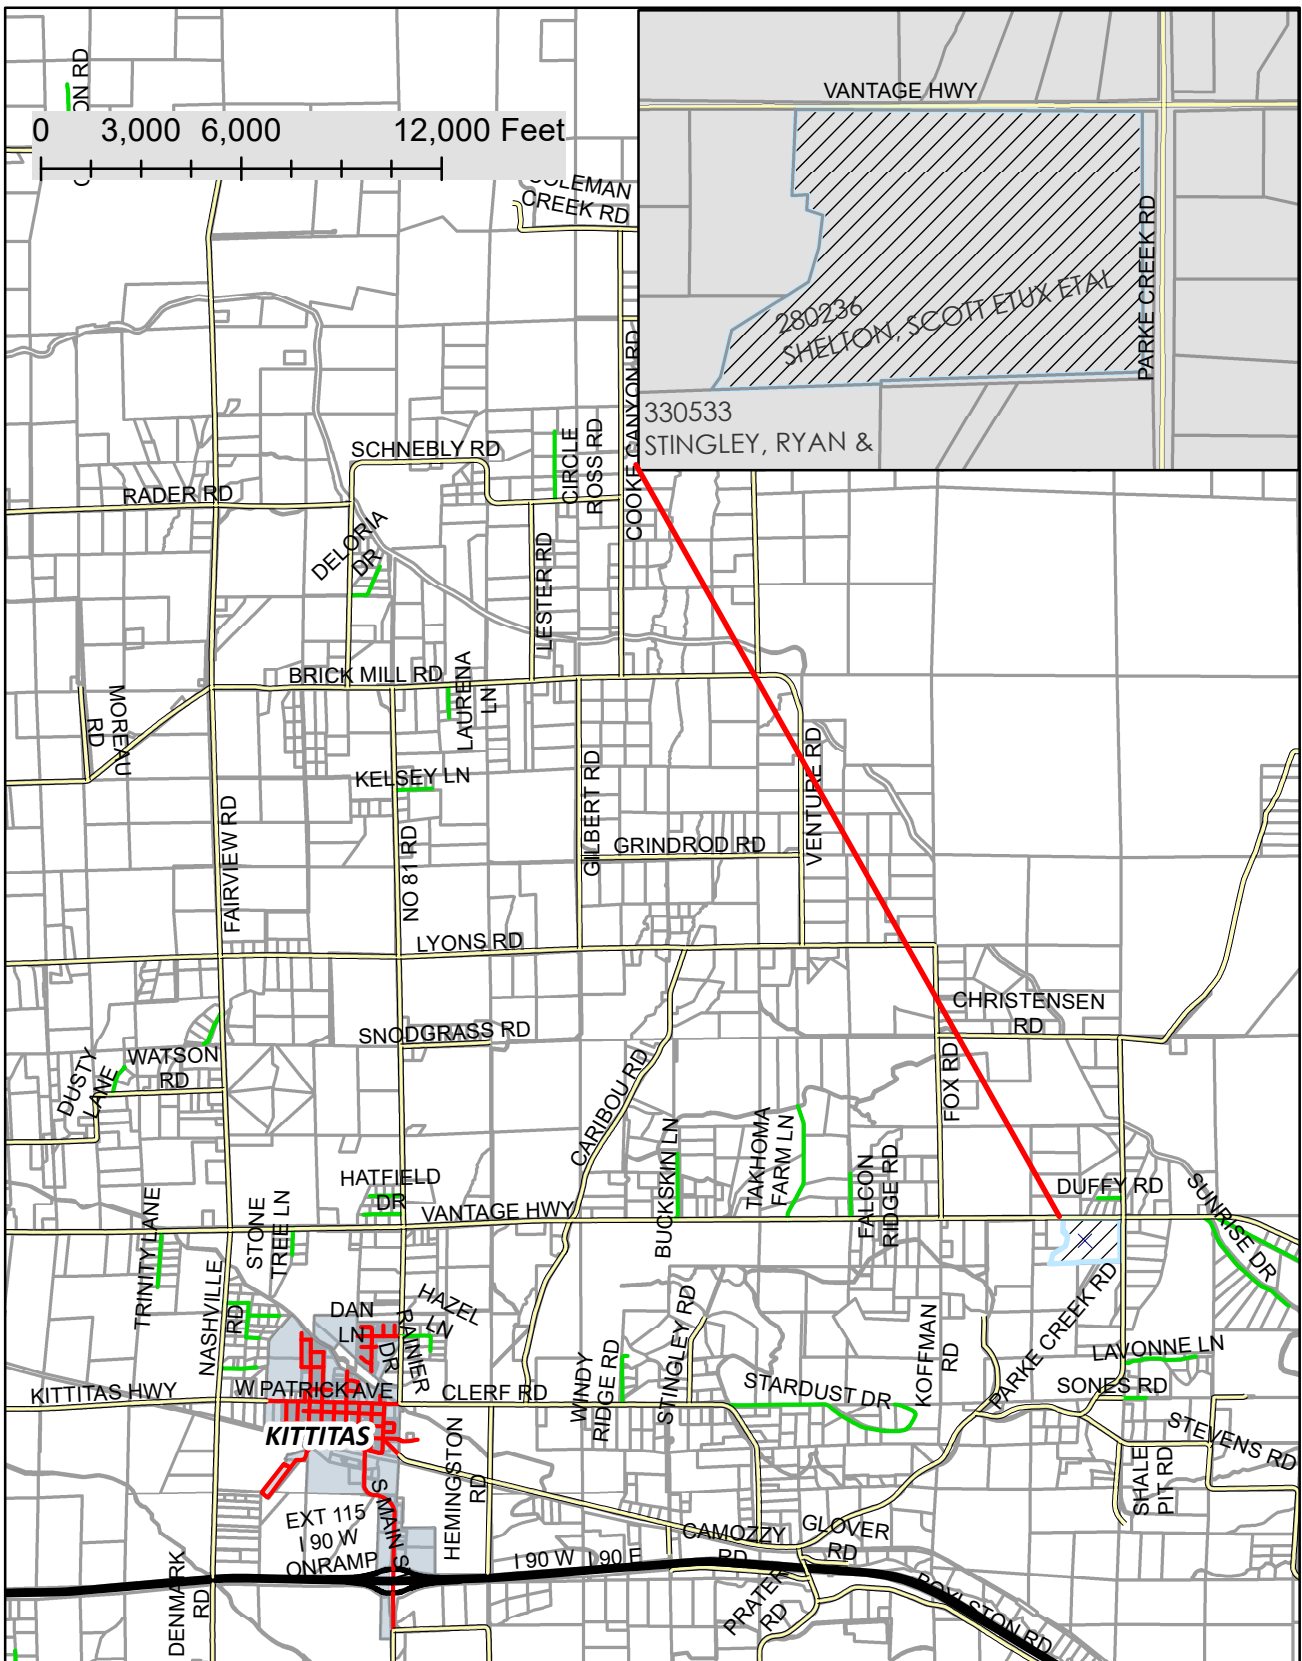 ON RD
0 3,000 6,000 12,000 Feet
COLEMAN
CREEK RD
VANTAGE HWY
PARKE CREEK RD
280236
SHELTON, SCOTT ETUX ETAL
330533
STINGLEY, RYAN &
SCHNEBLY RD
CIRCLE
ROSS RD
COOKE CANYON RD
RADER RD
DELORIA
DR
LESTER RD
BRICK MILL RD
LAURENA
LN
MOREAU
RD
KELSEY LN
GILBERT RD
VENTURE RD
GRINDROD RD
FAIRVIEW RD
NO 81 RD
LYONS RD
CHRISTENSEN
RD
SNODGRASS RD
WATSON
RD
DUSTY
LANE
CARIBOU RD
FOX RD
BUCKSKIN LN
TAKHOMA
FARM LN
FALCON
RIDGE RD
HATFIELD
DR
DUFFY RD
SUNRISE DR
VANTAGE HWY
TRINITY LANE
STONE
TREE LN
NASHVILLE
RD
DAN
LN
RAINIER
DR
HAZEL
LN
WINDY
RIDGE RD
STINGLEY RD
KOFFMAN
RD
PARKE CREEK RD
LAVONNE LN
SONES RD
KITTITAS HWY
W PATRICK AVE
CLERF RD
STARDUST DR
STEVENS RD
KITTITAS
SHALE
PIT RD
HEMINGSTON
RD
S MAIN S
EXT 115
I 90 W
ONRAMP
I 90 W
I 90 E
CAMOZZY
RD
GLOVER
RD
DENMARK
RD
PRATER
RD
BOYLSTON RD